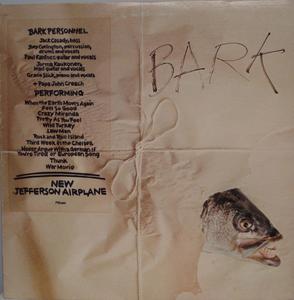 BARK PERSONNEL
Jack Casady, bass
Joey Covington, percussion,
drums and vocals
Paul Kantner, guitar and vocals
Jorma Kaukonen,
lead guitar and vocals
Grace Slick, piano and vocals
+ Papa John Creach
PERFORMING
When the Earth Moves Again
Feel So Good
Crazy Miranda
Pretty As You Feel
Wild Turkey
Law Man
Rock and Roll Island
Third Week in the Chelsea
Never Argue With a German if
You're Tired or European Song
Thunk
War Movie
NEW
JEFFERSON AIRPLANE
BARK